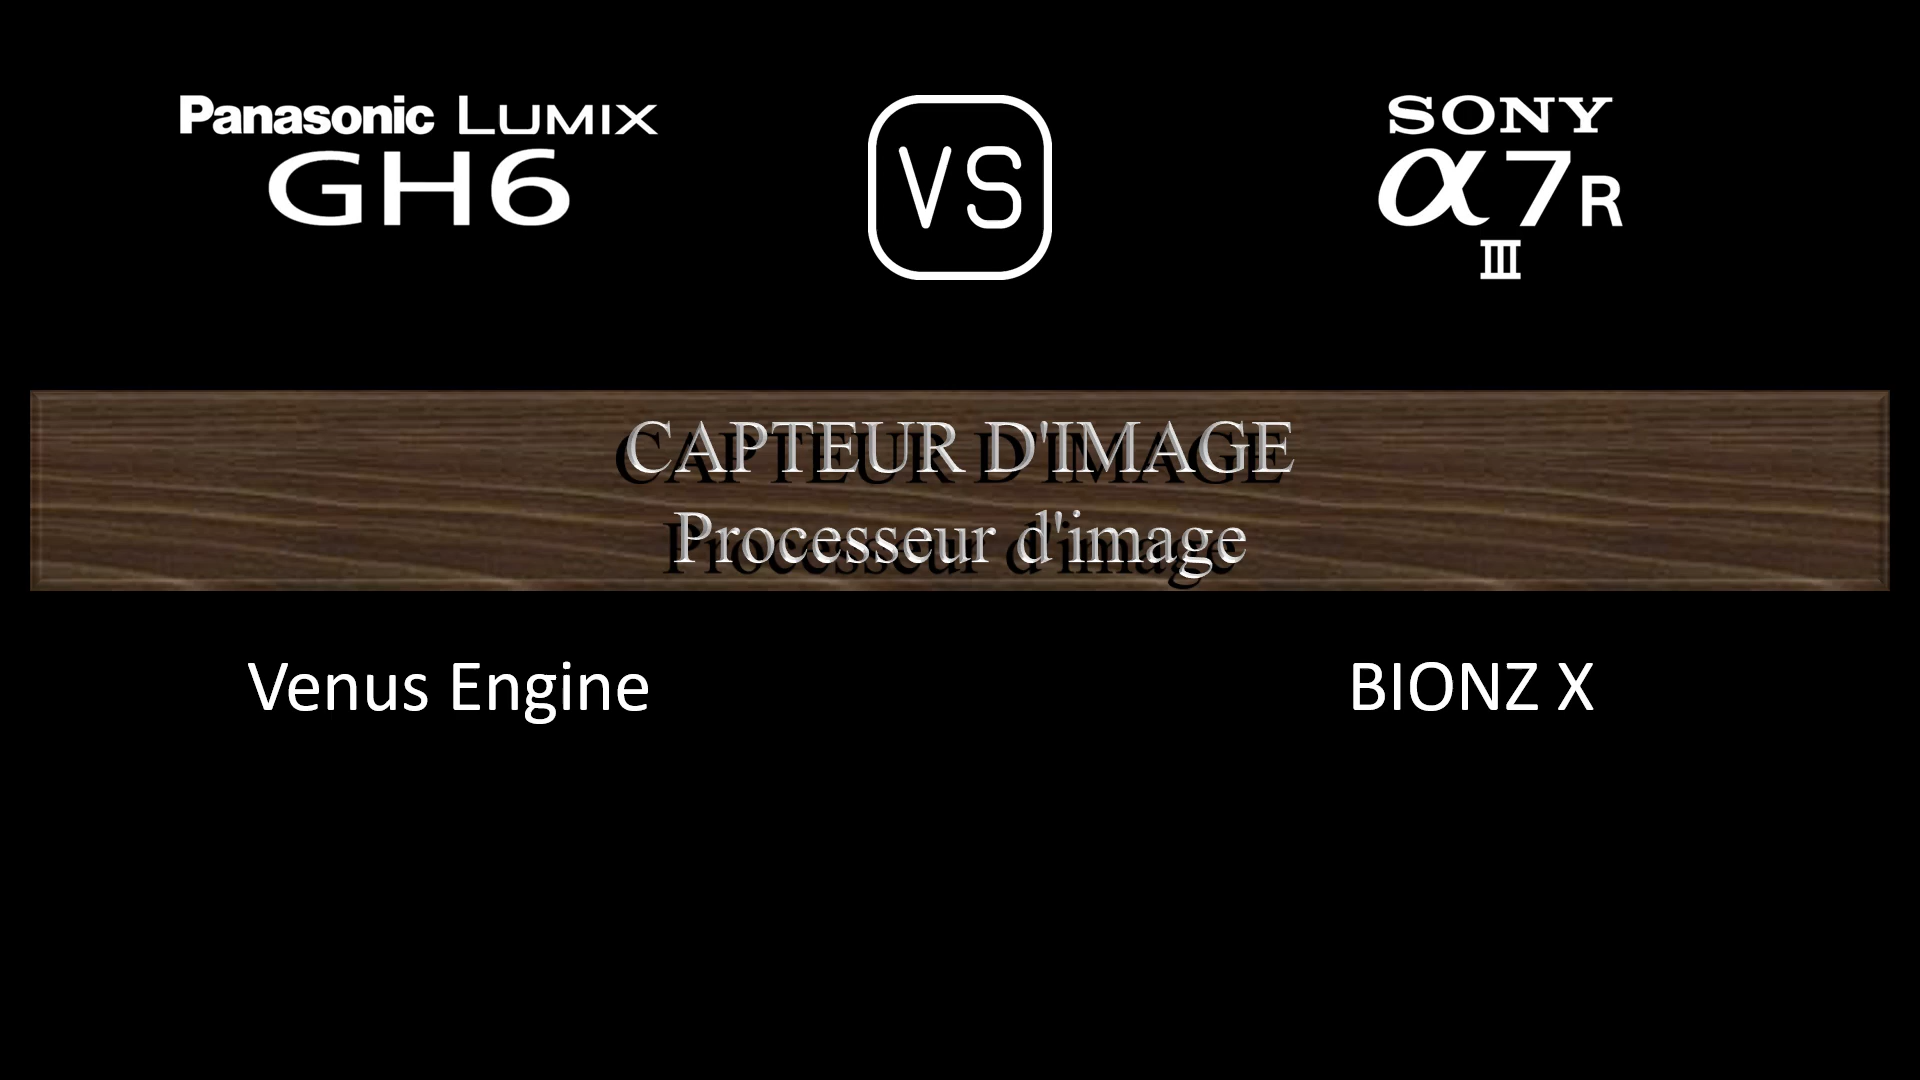 Panasonic LUMIX
GH6
VS
SONY
α7R
III
CAPTEUR D'IMAGE
Processeur d'image
Venus Engine
BIONZ X